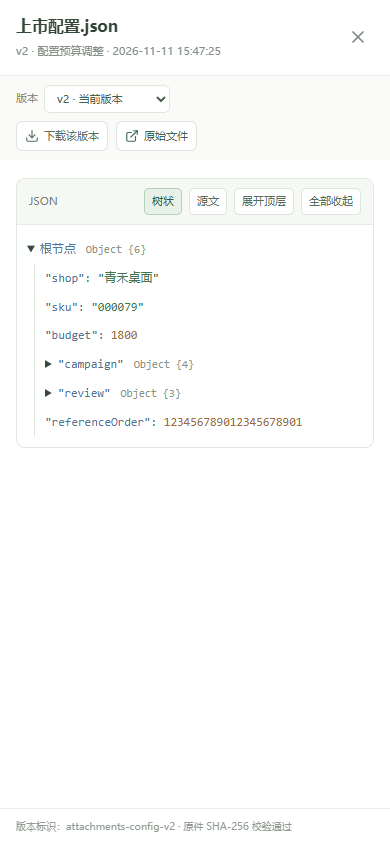 上市配置.json
v2 · 配置预算调整 · 2026-11-11 15:47:25
版本 v2 · 当前版本
下载该版本 原始文件
JSON 树状 源文 展开顶层 全部收起
▼ 根节点 Object {6}
"shop": "青禾桌面"
"sku": "000079"
"budget": 1800
▶ "campaign" Object {4}
▶ "review" Object {3}
"referenceOrder": 123456789012345678901
版本标识: attachments-config-v2 · 原件 SHA-256 校验通过